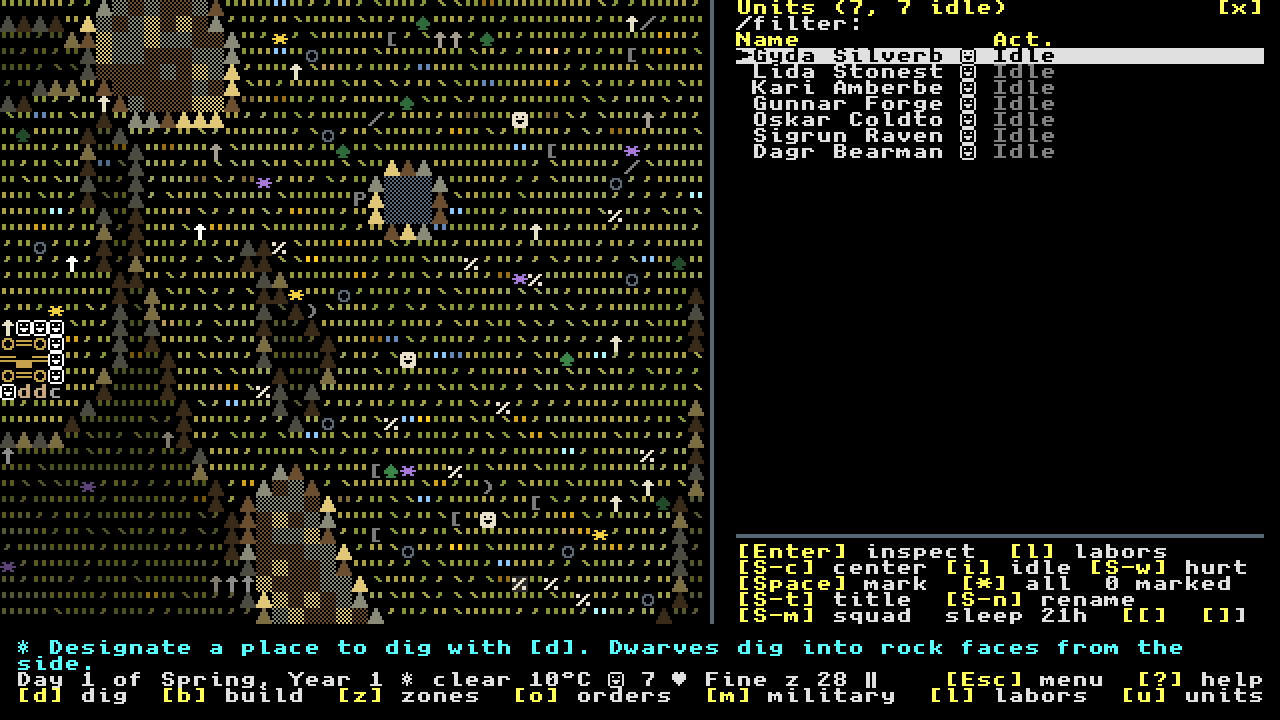 Units (7, 7 idle) [x]
/filter:
Name Act.
>Gyda Silverb Idle
Lida Stonest Idle
Kari Amberbe Idle
Gunnar Forge Idle
Oskar Coldto Idle
Sigrun Raven Idle
Dagr Bearman Idle
[Enter] inspect [l] labors
[S-c] center [i] idle [S-w] hurt
[Space] mark [*] all 0 marked
[S-t] title [S-n] rename
[S-m] squad sleep 21h [[] []]
* Designate a place to dig with [d]. Dwarves dig into rock faces from the
side.
Day 1 of Spring, Year 1 * clear 10°C ☺ 7 ♥ Fine z 28 ‖ [Esc] menu [?] help
[d] dig [b] build [z] zones [o] orders [m] military [l] labors [u] units